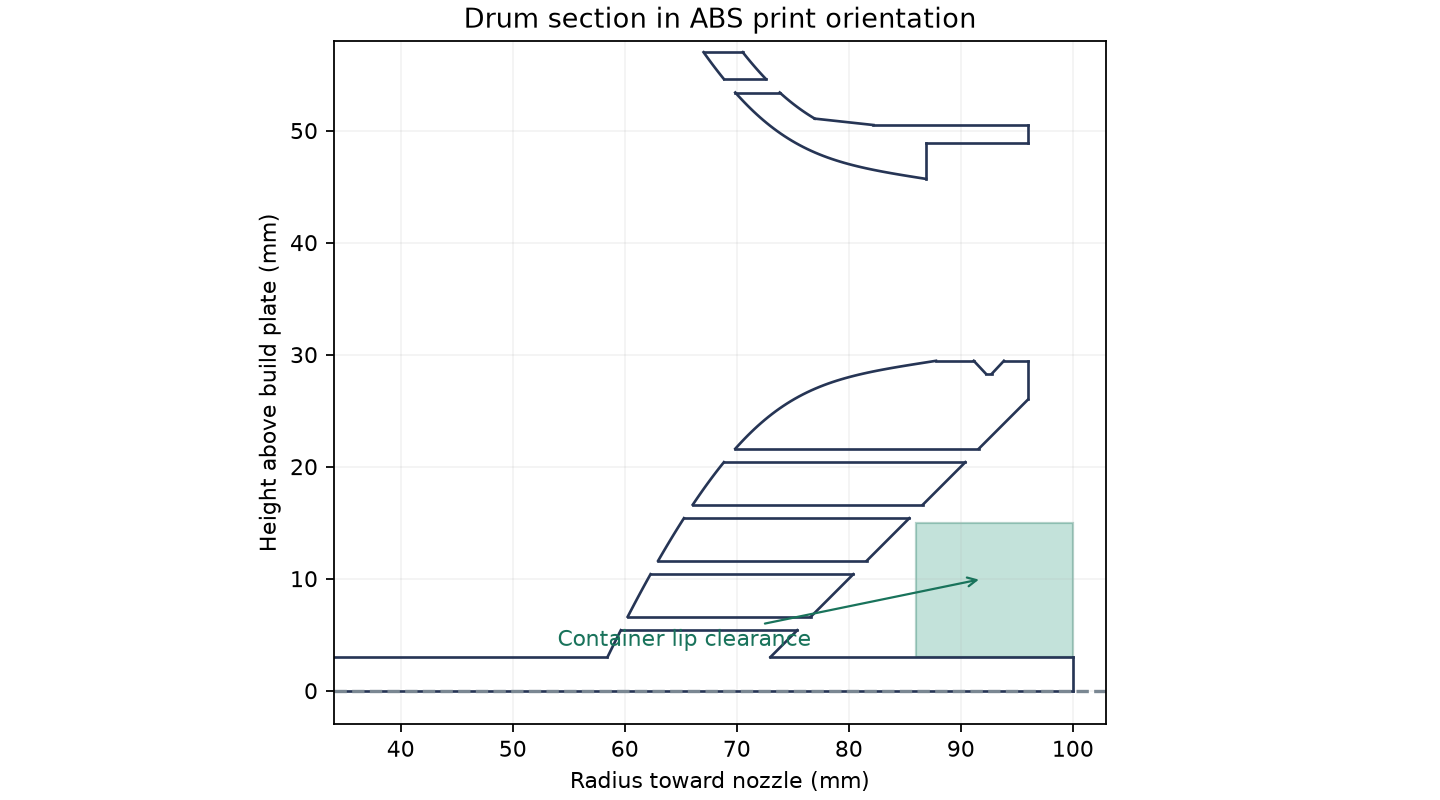 Drum section in ABS print orientation
Height above build plate (mm)
50
40
30
20
10
0
Container lip clearance
40 50 60 70 80 90 100
Radius toward nozzle (mm)